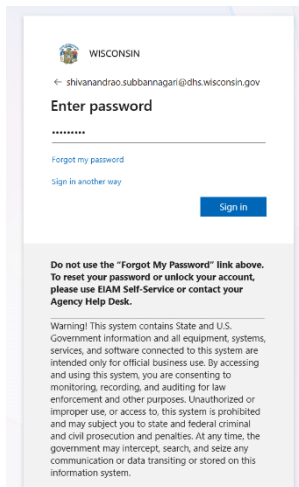 WISCONSIN
← shivanandrao.subbannagari@dhs.wisconsin.gov
Enter password
•••••••••
Forgot my password
Sign in another way
Sign in
Do not use the “Forgot My Password” link above.
To reset your password or unlock your account,
please use EIAM Self-Service or contact your
Agency Help Desk.
Warning! This system contains State and U.S.
Government information and all equipment, systems,
services, and software connected to this system are
intended only for official business use. By accessing
and using this system, you are consenting to
monitoring, recording, and auditing for law
enforcement and other purposes. Unauthorized or
improper use, or access to, this system is prohibited
and may subject you to state and federal criminal
and civil prosecution and penalties. At any time, the
government may intercept, search, and seize any
communication or data transiting or stored on this
information system.